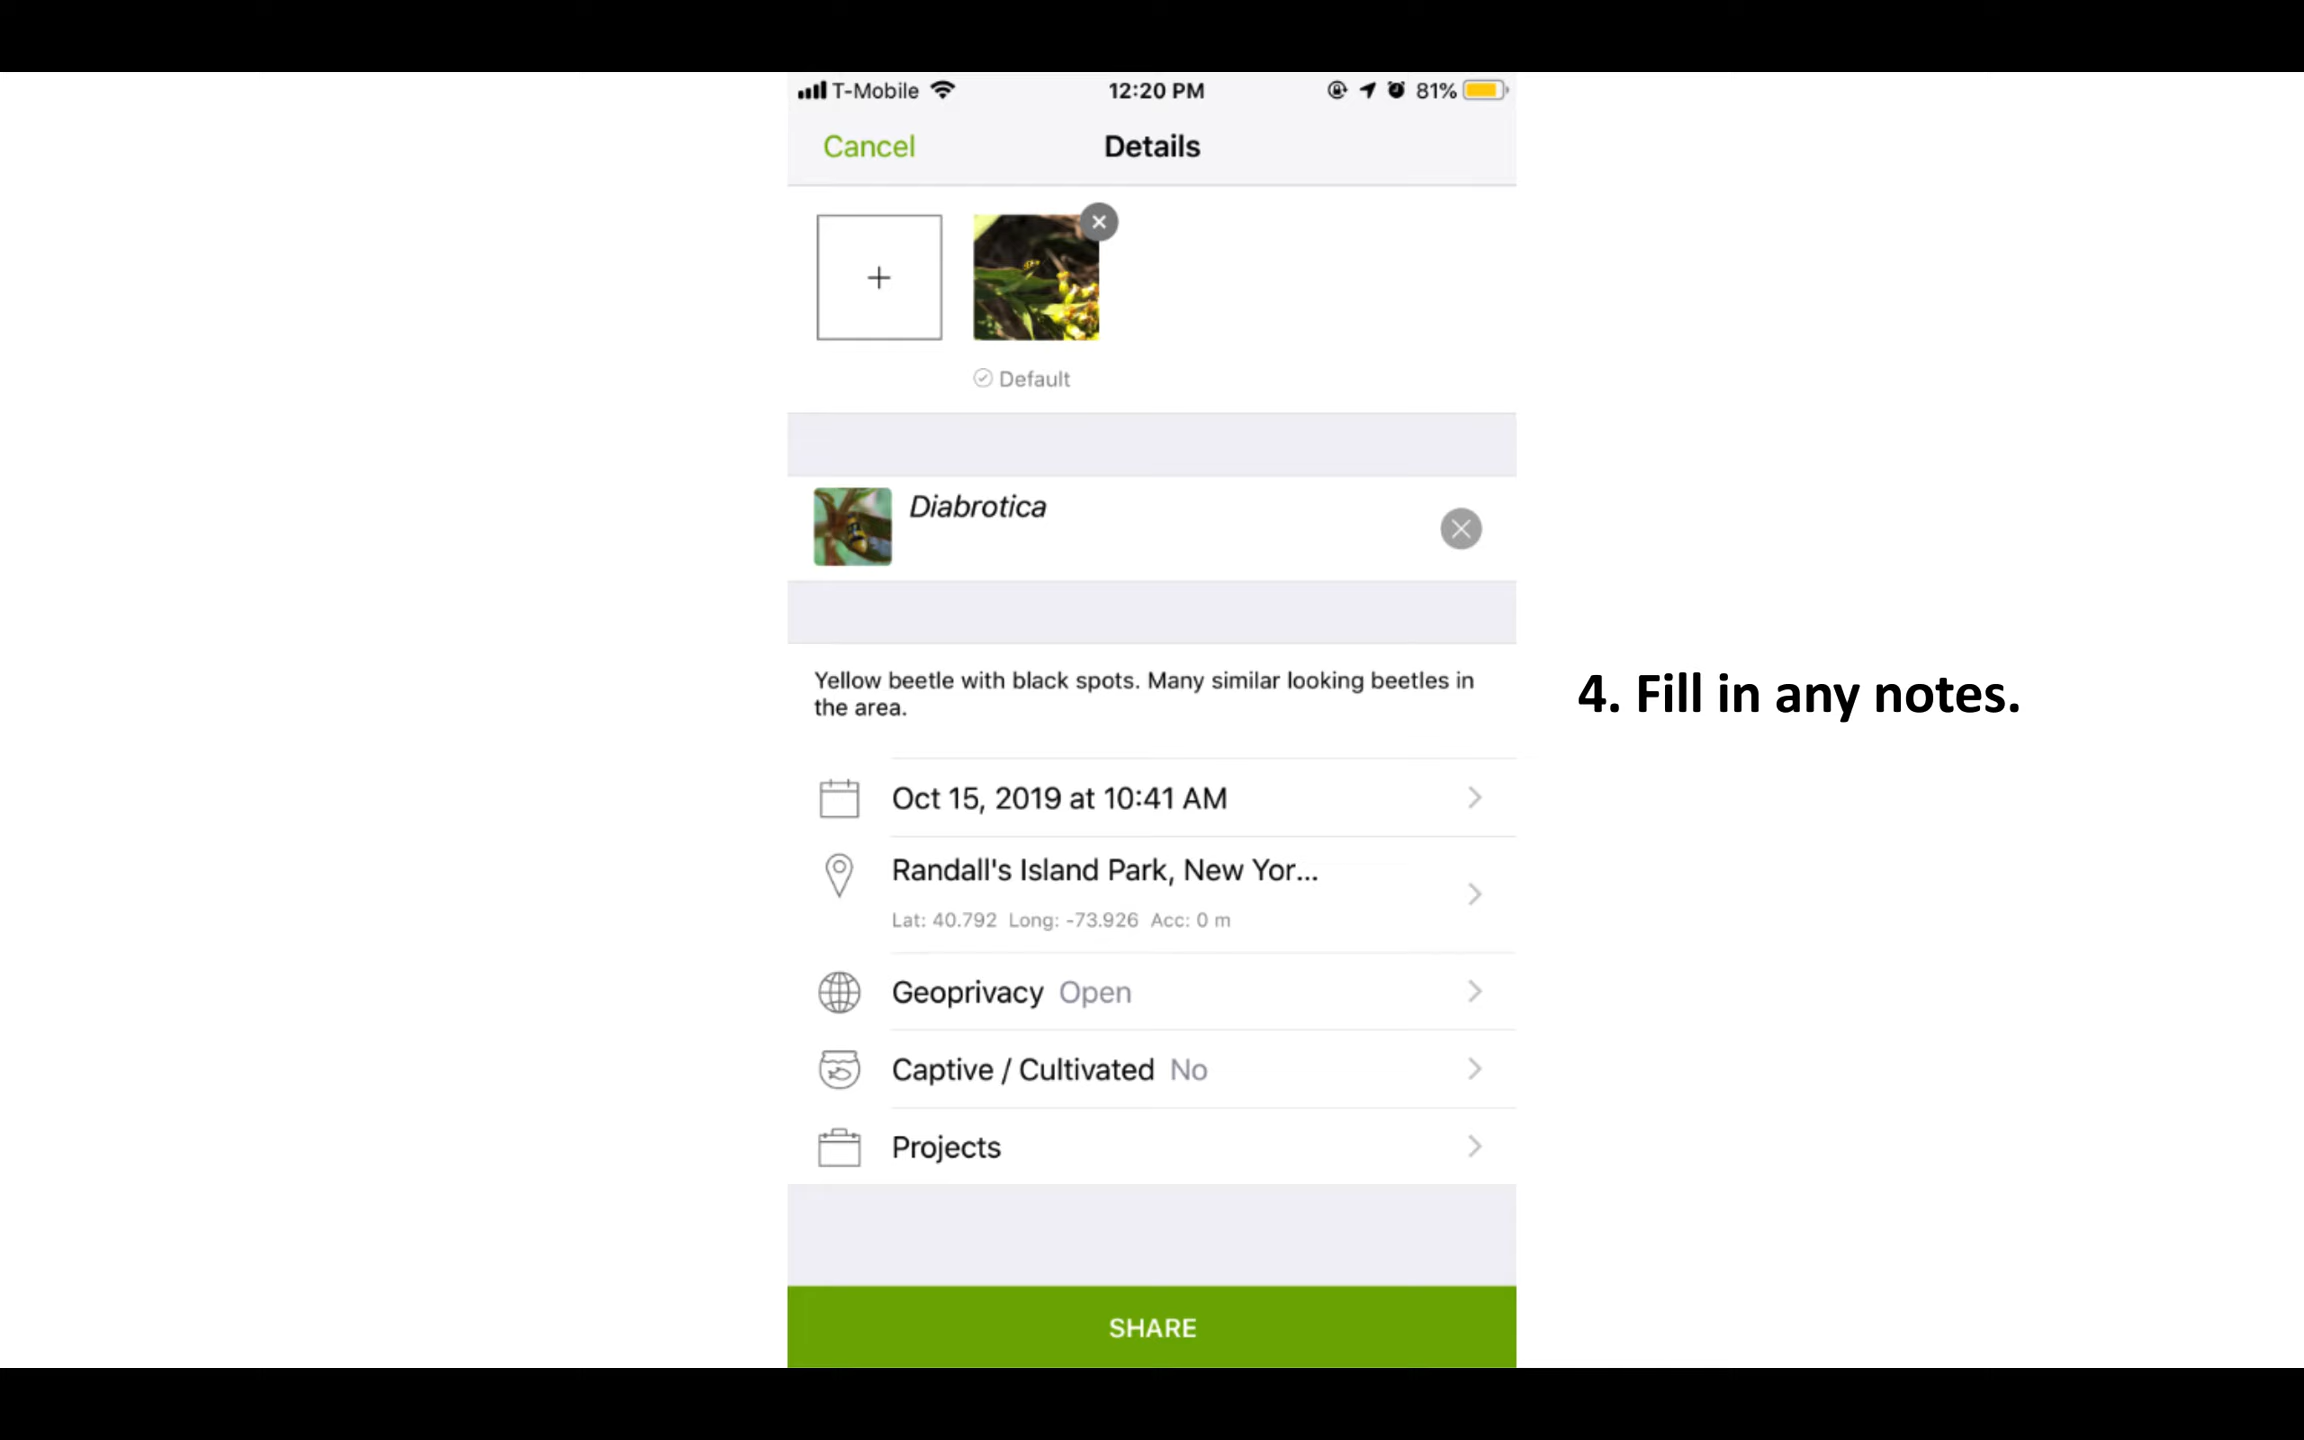 T-Mobile 12:20 PM 81%
Cancel Details
Default
Diabrotica
Yellow beetle with black spots. Many similar looking beetles in
the area.
4. Fill in any notes.
Oct 15, 2019 at 10:41 AM
Randall's Island Park, New Yor...
Lat: 40.792 Long: -73.926 Acc: 0 m
Geoprivacy Open
Captive / Cultivated No
Projects
SHARE